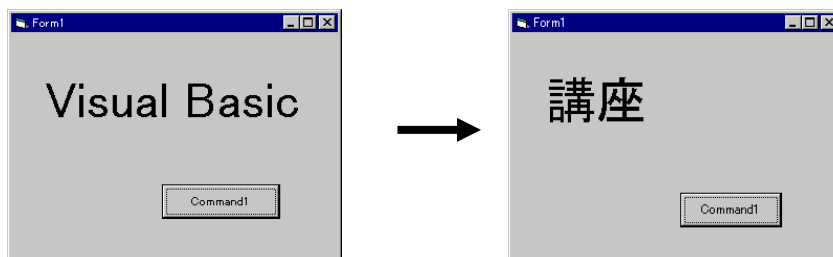 Form1
Visual Basic
Command1
Form1
講座
Command1